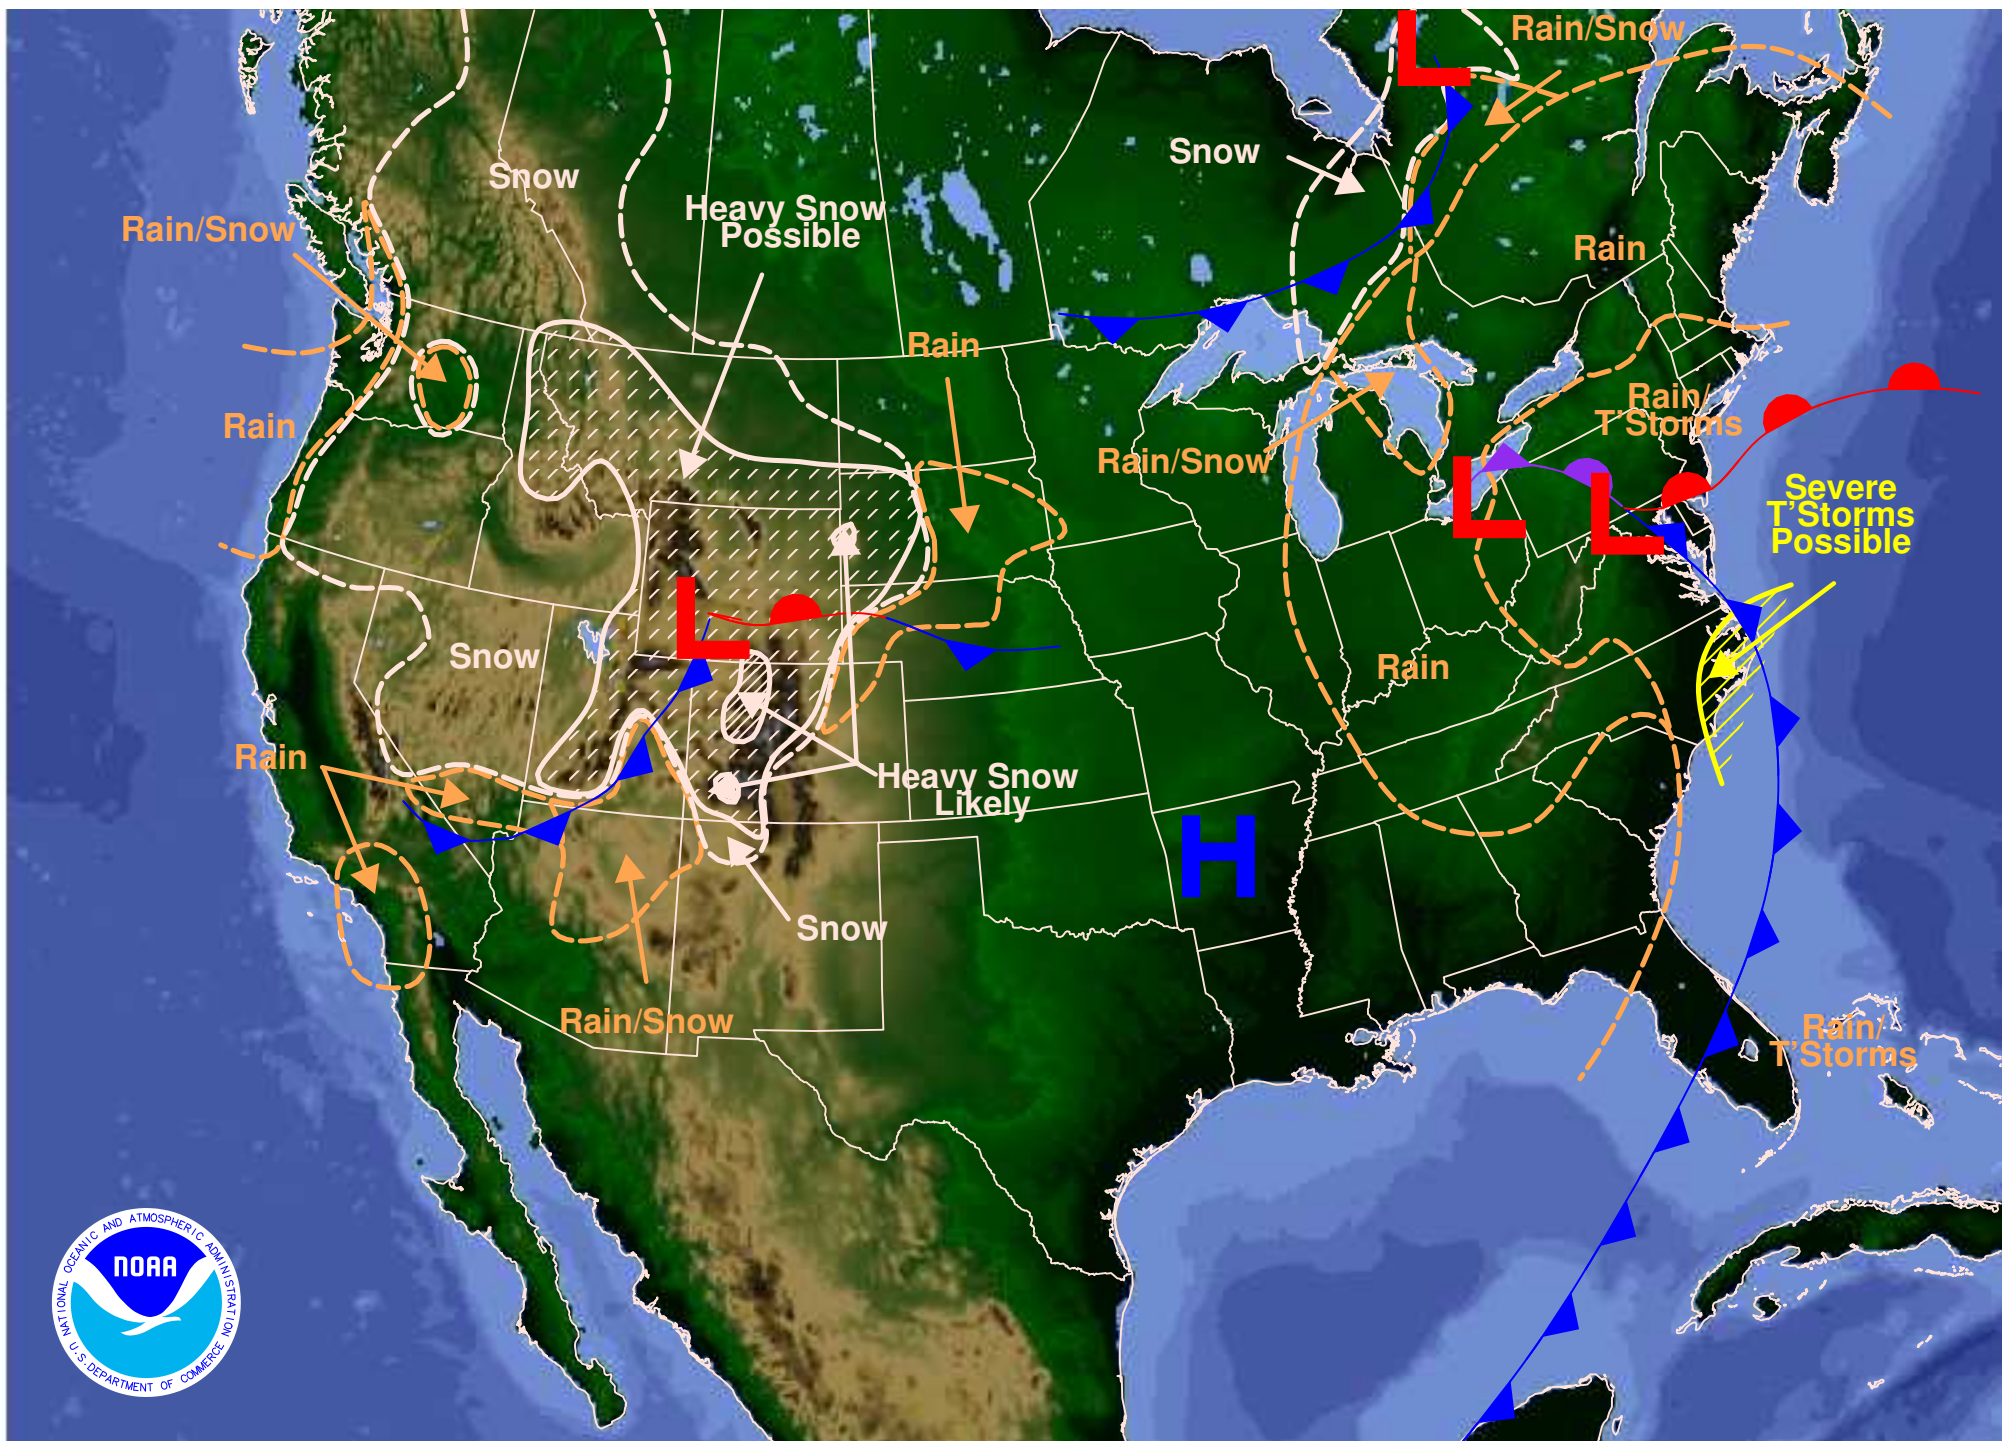 Rain/Snow
Snow
Snow
Heavy Snow
Possible
Rain/Snow
Rain
Rain
Rain
Rain/
T'Storms
Rain/Snow
Severe
T'Storms
Possible
Snow
Rain
Rain
Heavy Snow
Likely
H
Snow
Rain/Snow
Rain/
T'Storms
L
L
L
L
NATIONAL OCEANIC AND ATMOSPHERIC ADMINISTRATION
NOAA
U.S. DEPARTMENT OF COMMERCE